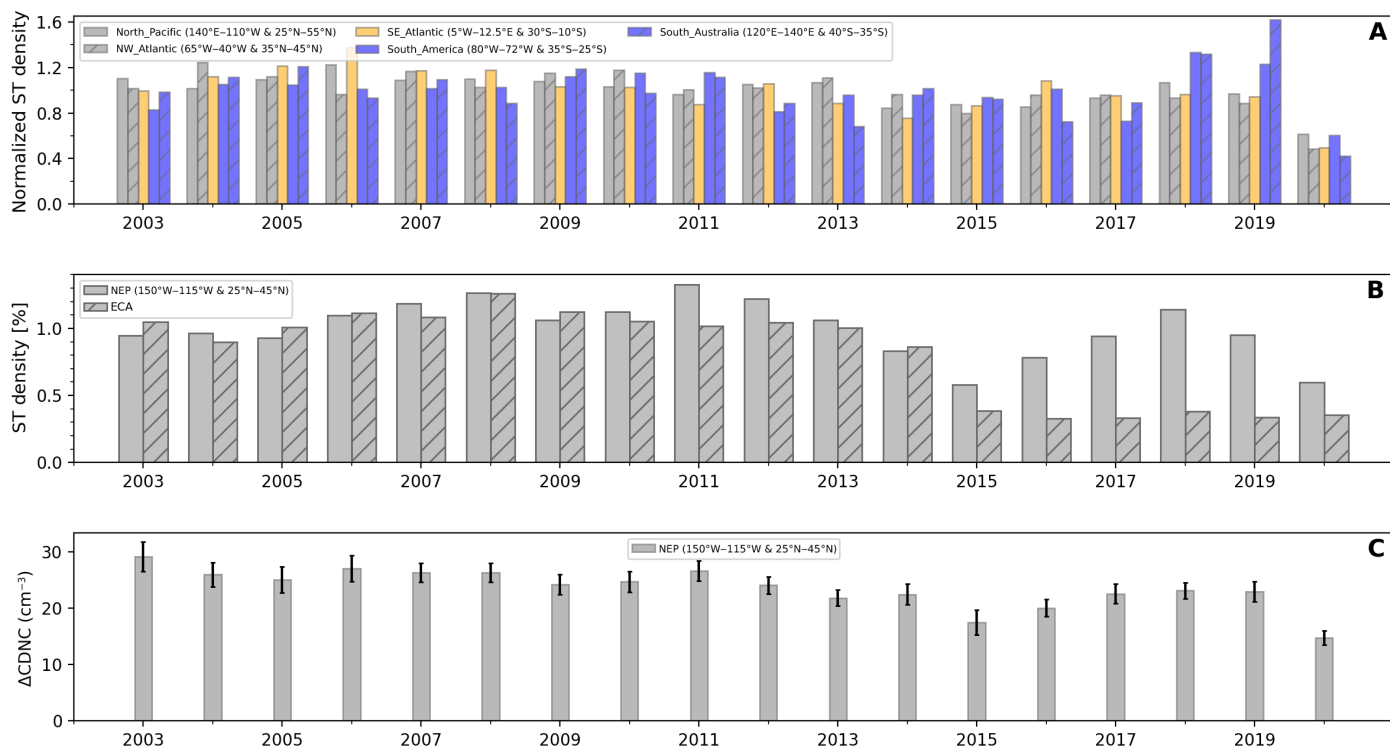 A
Normalized ST density
1.6
1.2
0.8
0.4
0.0
North_Pacific (140°E–110°W & 25°N–55°N)
NW_Atlantic (65°W–40°W & 35°N–45°N)
SE_Atlantic (5°W–12.5°E & 30°S–10°S)
South_America (80°W–72°W & 35°S–25°S)
South_Australia (120°E–140°E & 40°S–35°S)
2003 2005 2007 2009 2011 2013 2015 2017 2019
B
ST density [%]
1.0
0.5
0.0
NEP (150°W–115°W & 25°N–45°N)
ECA
2003 2005 2007 2009 2011 2013 2015 2017 2019
C
ΔCDNC (cm⁻³)
30
20
10
0
NEP (150°W–115°W & 25°N–45°N)
2003 2005 2007 2009 2011 2013 2015 2017 2019